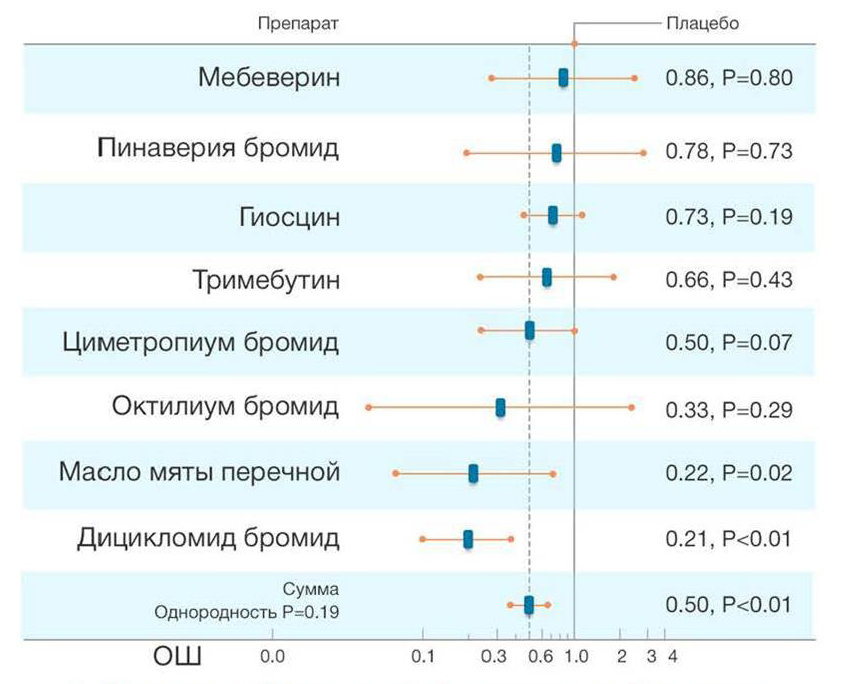 Препарат Плацебо
Мебеверин 0.86, P=0.80
Пинаверия бромид 0.78, P=0.73
Гиосцин 0.73, P=0.19
Тримебутин 0.66, P=0.43
Циметропиум бромид 0.50, P=0.07
Октилиум бромид 0.33, P=0.29
Масло мяты перечной 0.22, P=0.02
Дицикломид бромид 0.21, P<0.01
Сумма
Однородность P=0.19 0.50, P<0.01
ОШ 0.0 0.1 0.3 0.6 1.0 2 3 4